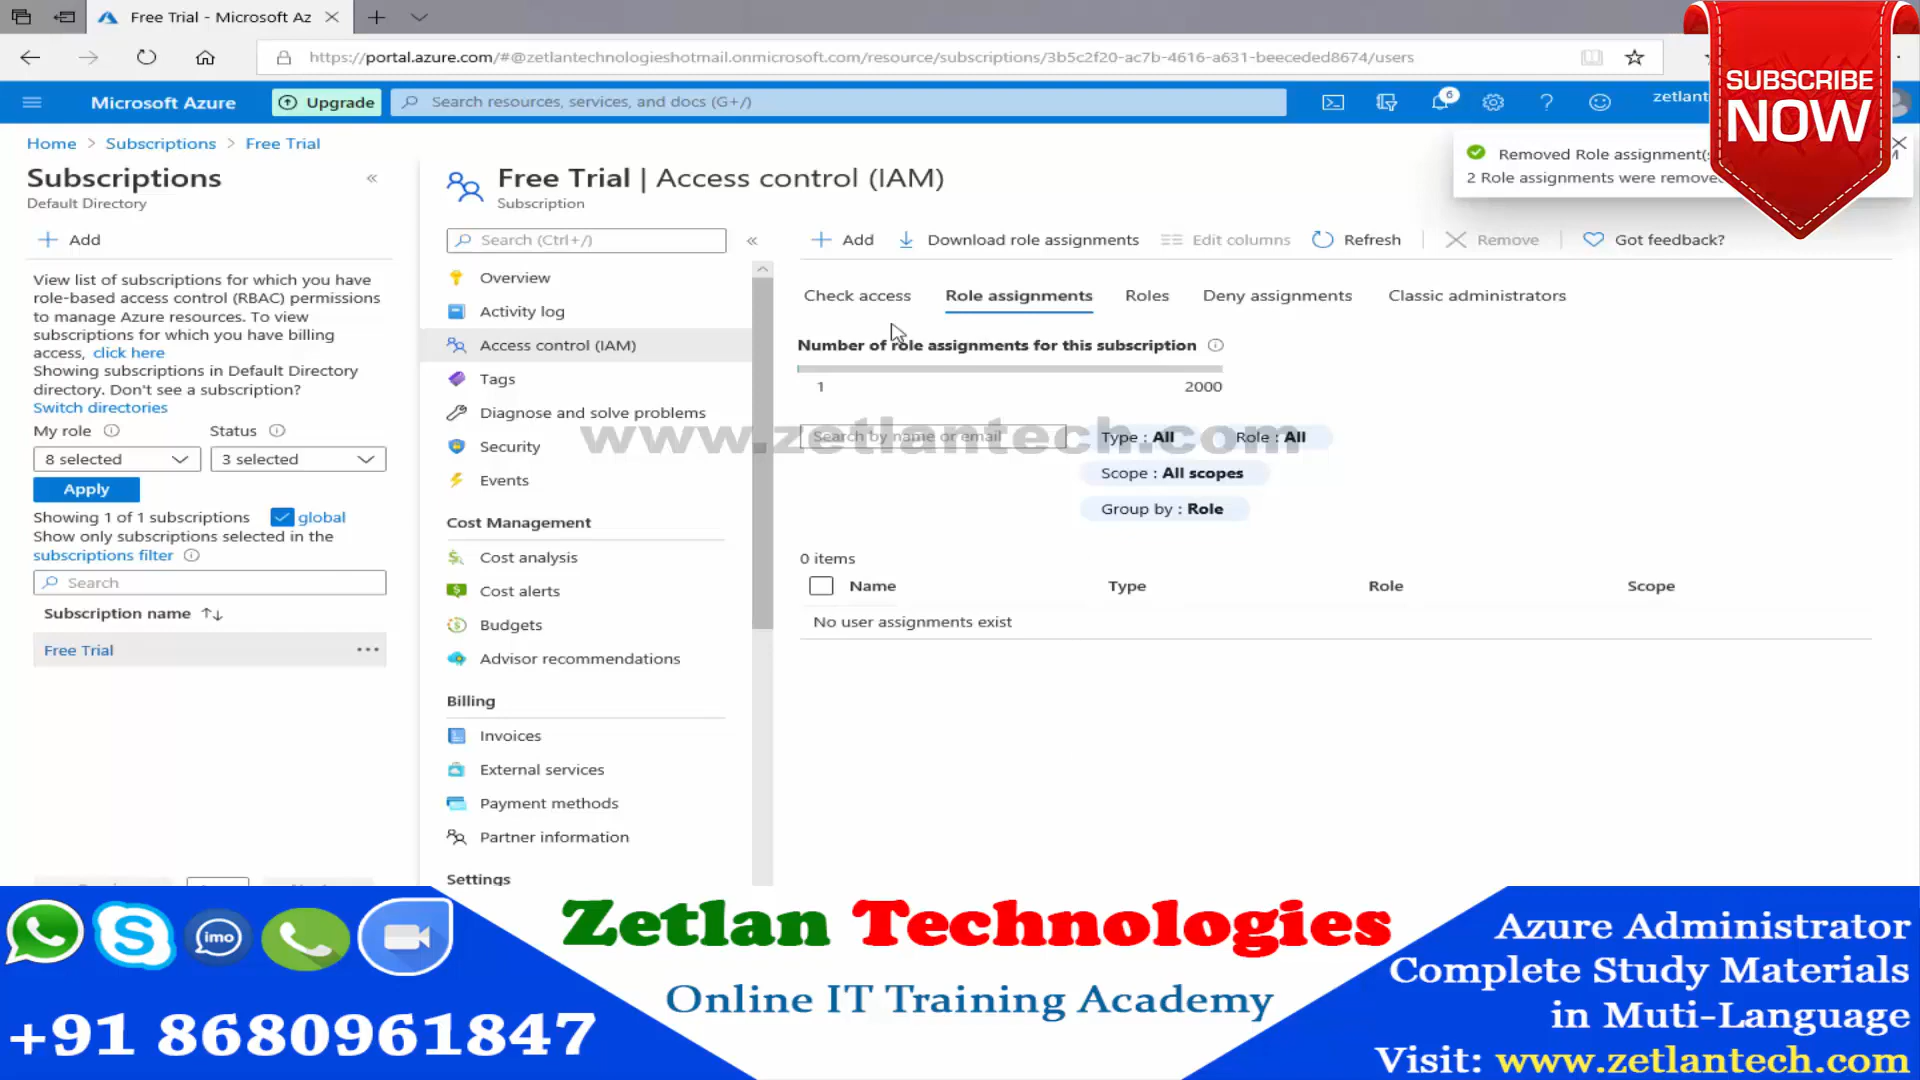 Free Trial - Microsoft Az
https://portal.azure.com/#@zetlantechnologieshotmail.onmicrosoft.com/resource/subscriptions/3b5c2f20-ac7b-4616-a631-beeceded8674/users
Microsoft Azure
Upgrade
Search resources, services, and docs (G+/)
6
zetlant
SUBSCRIBE
NOW
Home > Subscriptions > Free Trial
Removed Role assignment(s
2 Role assignments were remove
Subscriptions
Default Directory
Free Trial | Access control (IAM)
Subscription
Add
View list of subscriptions for which you have
role-based access control (RBAC) permissions
to manage Azure resources. To view
subscriptions for which you have billing
access, click here
Showing subscriptions in Default Directory
directory. Don't see a subscription?
Switch directories
My role
Status
8 selected
3 selected
Apply
Showing 1 of 1 subscriptions
global
Show only subscriptions selected in the
subscriptions filter
Search
Subscription name
Free Trial
Search (Ctrl+/)
Overview
Activity log
Access control (IAM)
Tags
Diagnose and solve problems
Security
Events
Cost Management
Cost analysis
Cost alerts
Budgets
Advisor recommendations
Billing
Invoices
External services
Payment methods
Partner information
Settings
Add
Download role assignments
Edit columns
Refresh
Remove
Got feedback?
Check access
Role assignments
Roles
Deny assignments
Classic administrators
Number of role assignments for this subscription
1
2000
www.zetlantech.com
Search by name or email
Type : All
Role : All
Scope : All scopes
Group by : Role
0 items
Name
Type
Role
Scope
No user assignments exist
imo
+91 8680961847
Zetlan Technologies
Online IT Training Academy
Azure Administrator
Complete Study Materials
in Muti-Language
Visit: www.zetlantech.com